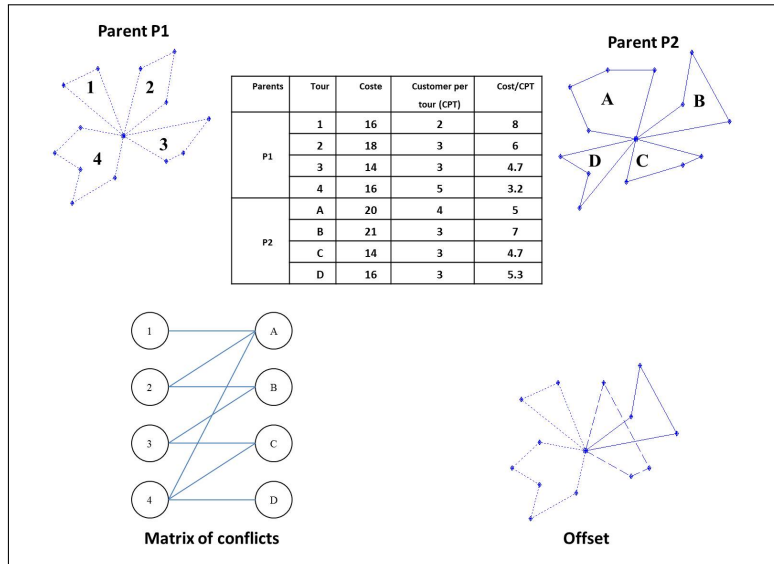 Parent P1
Parent P2
1
2
3
4
A
B
C
D
Parents Tour Coste Customer per tour (CPT) Cost/CPT
P1
1 16 2 8
2 18 3 6
3 14 3 4.7
4 16 5 3.2
P2
A 20 4 5
B 21 3 7
C 14 3 4.7
D 16 3 5.3
1 A
2 B
3 C
4 D
Matrix of conflicts
Offset